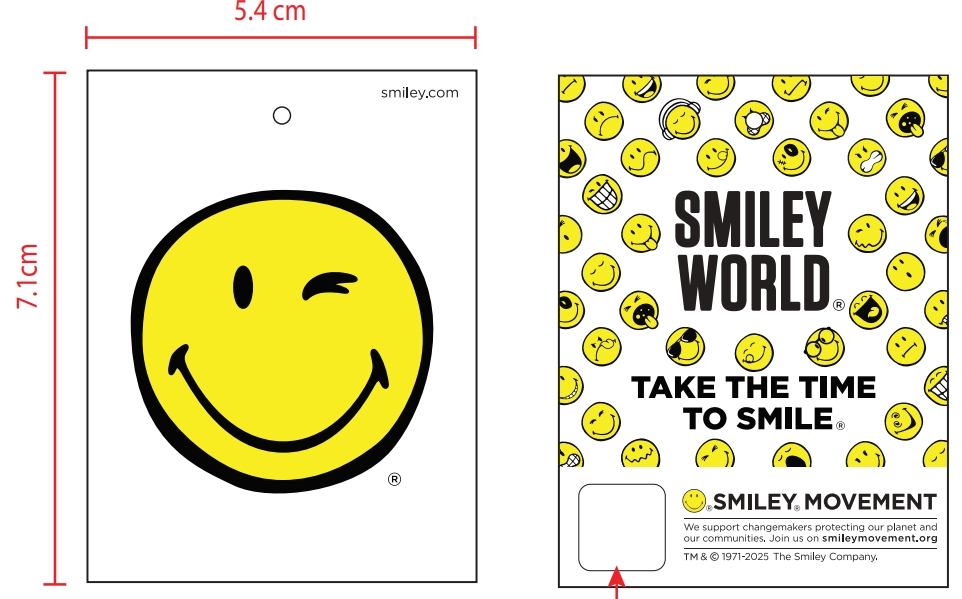 5.4 cm
7.1cm
smiley.com
®
SMILEY
WORLD®
TAKE THE TIME
TO SMILE®
®SMILEY® MOVEMENT
We support changemakers protecting our planet and
our communities. Join us on smileymovement.org
TM & © 1971-2025 The Smiley Company.